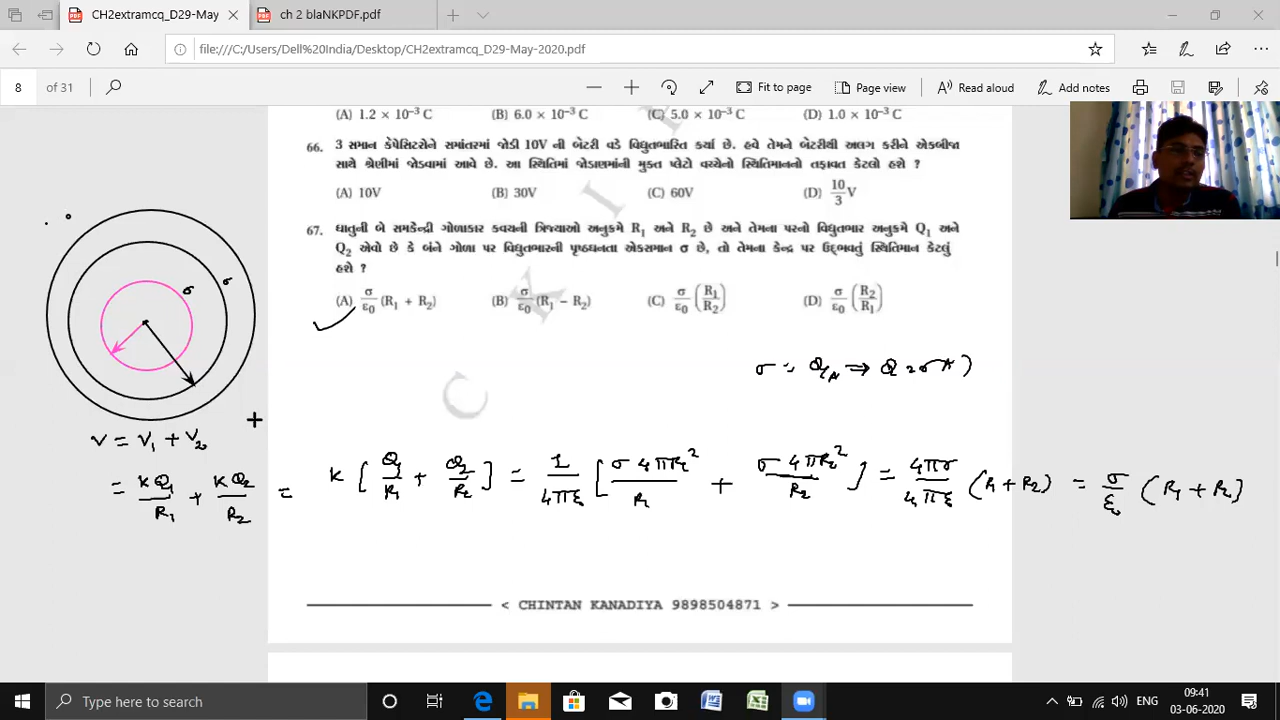 CH2extramcq_D29-May
ch 2 blaNKPDF.pdf
file:///C:/Users/Dell%20India/Desktop/CH2extramcq_D29-May-2020.pdf
8 of 31
Fit to page
Page view
Read aloud
Add notes
(A) 1.2 × 10⁻³ C (B) 6.0 × 10⁻³ C (C) 5.0 × 10⁻³ C (D) 1.0 × 10⁻³ C
66. 3 સમાન કેપેસિટરોને સમાંતરમાં જોડી 10V ની બેટરી વડે વિદ્યુતભારિત કર્યા છે. હવે તેમને બેટરીથી અલગ કરીને એકબીજા
સાથે શ્રેણીમાં જોડવામાં આવે છે. આ સ્થિતિમાં જોડાણમાંની મુક્ત પ્લેટો વચ્ચેનો સ્થિતિમાનનો તફાવત કેટલો હશે ?
(A) 10V (B) 30V (C) 60V (D) 10/3 V
67. ધાતુની બે સમકેન્દ્રી ગોળાકાર કવચની ત્રિજ્યાઓ અનુક્રમે R₁ અને R₂ છે અને તેમના પરનો વિદ્યુતભાર અનુક્રમે Q₁ અને
Q₂ એવો છે કે બંને ગોળા પર વિદ્યુતભારની પૃષ્ઠઘનતા એકસમાન σ છે, તો તેમના કેન્દ્ર પર ઉદ્ભવતું સ્થિતિમાન કેટલું
હશે ?
(A) σ/ε₀ (R₁ + R₂) (B) σ/ε₀ (R₁ − R₂) (C) σ/ε₀ (R₁/R₂) (D) σ/ε₀ (R₂/R₁)
σ σ
σ = Q/A ⇒ Q = σA)
V = V₁ + V₂
= KQ₁/R₁ + KQ₂/R₂ = K [Q₁/R₁ + Q₂/R₂] = 1/4πε [σ4πR₁²/R₁ + σ4πR₂²/R₂] = 4πσ/4πε (R₁ + R₂) = σ/ε₀ (R₁ + R₂)
< CHINTAN KANADIYA 9898504871 >
Type here to search
ENG
09:41
03-06-2020